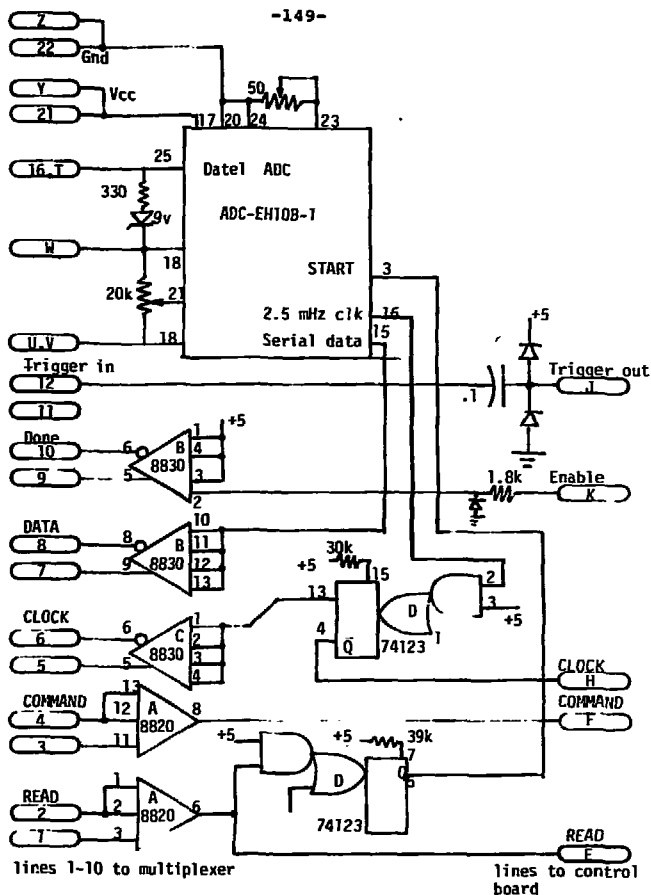 -149-
Z
22
Gnd
Y
Vcc
21
50
17 20 24 23
16.T
25
Datel ADC
330
ADC-EH10B-1
9v
W
18
START
3
20k
21
2.5 mHz clk
16
15
U.V
18
Serial data
+5
Trigger in
Trigger out
12
.1
J
11
+5
Done
10
6
1
4
B
8830
9
5
3
2
1.8k
Enable
K
DATA
10
8
8
B
11
8830
12
7
9
13
30k
+5
15
2
13
D
3
+5
1
CLOCK
6
6
1
C
2
8830
3
5
5
4
4
Q
74123
CLOCK
H
COMMAND
13
COMMAND
4
12
A
8
F
8820
3
11
+5
+5
39k
7
READ
1
D
Q
2
2
A
6
8820
1
3
74123
READ
E
lines 1-10 to multiplexer
lines to control
board